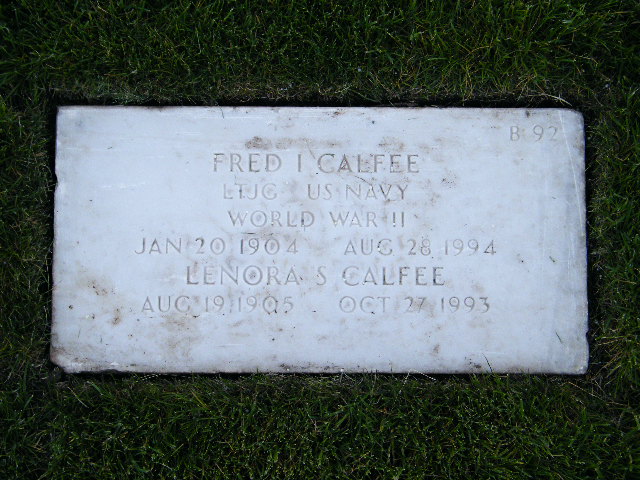 B 92
FRED I CALFEE
LTJG US NAVY
WORLD WAR II
JAN 20 1904 AUG 28 1994
LENORA S CALFEE
AUG 19 1905 OCT 27 1993